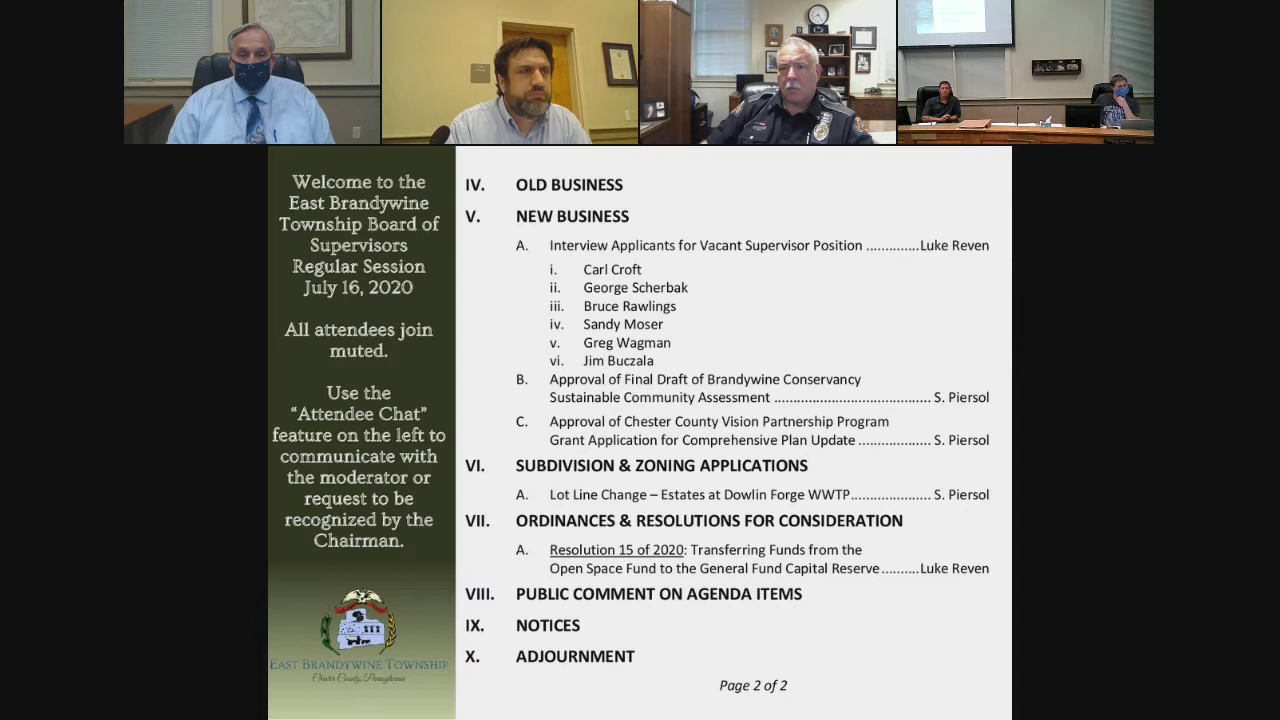 Welcome to the
East Brandywine
Township Board of
Supervisors
Regular Session
July 16, 2020
All attendees join
muted.
Use the
“Attendee Chat”
feature on the left to
communicate with
the moderator or
request to be
recognized by the
Chairman.
EAST BRANDYWINE TOWNSHIP
Chester County, Pennsylvania
IV. OLD BUSINESS
V. NEW BUSINESS
A. Interview Applicants for Vacant Supervisor Position ..............Luke Reven
i. Carl Croft
ii. George Scherbak
iii. Bruce Rawlings
iv. Sandy Moser
v. Greg Wagman
vi. Jim Buczala
B. Approval of Final Draft of Brandywine Conservancy
Sustainable Community Assessment ........................................ S. Piersol
C. Approval of Chester County Vision Partnership Program
Grant Application for Comprehensive Plan Update ................... S. Piersol
VI. SUBDIVISION & ZONING APPLICATIONS
A. Lot Line Change – Estates at Dowlin Forge WWTP..................... S. Piersol
VII. ORDINANCES & RESOLUTIONS FOR CONSIDERATION
A. Resolution 15 of 2020: Transferring Funds from the
Open Space Fund to the General Fund Capital Reserve..........Luke Reven
VIII. PUBLIC COMMENT ON AGENDA ITEMS
IX. NOTICES
X. ADJOURNMENT
Page 2 of 2